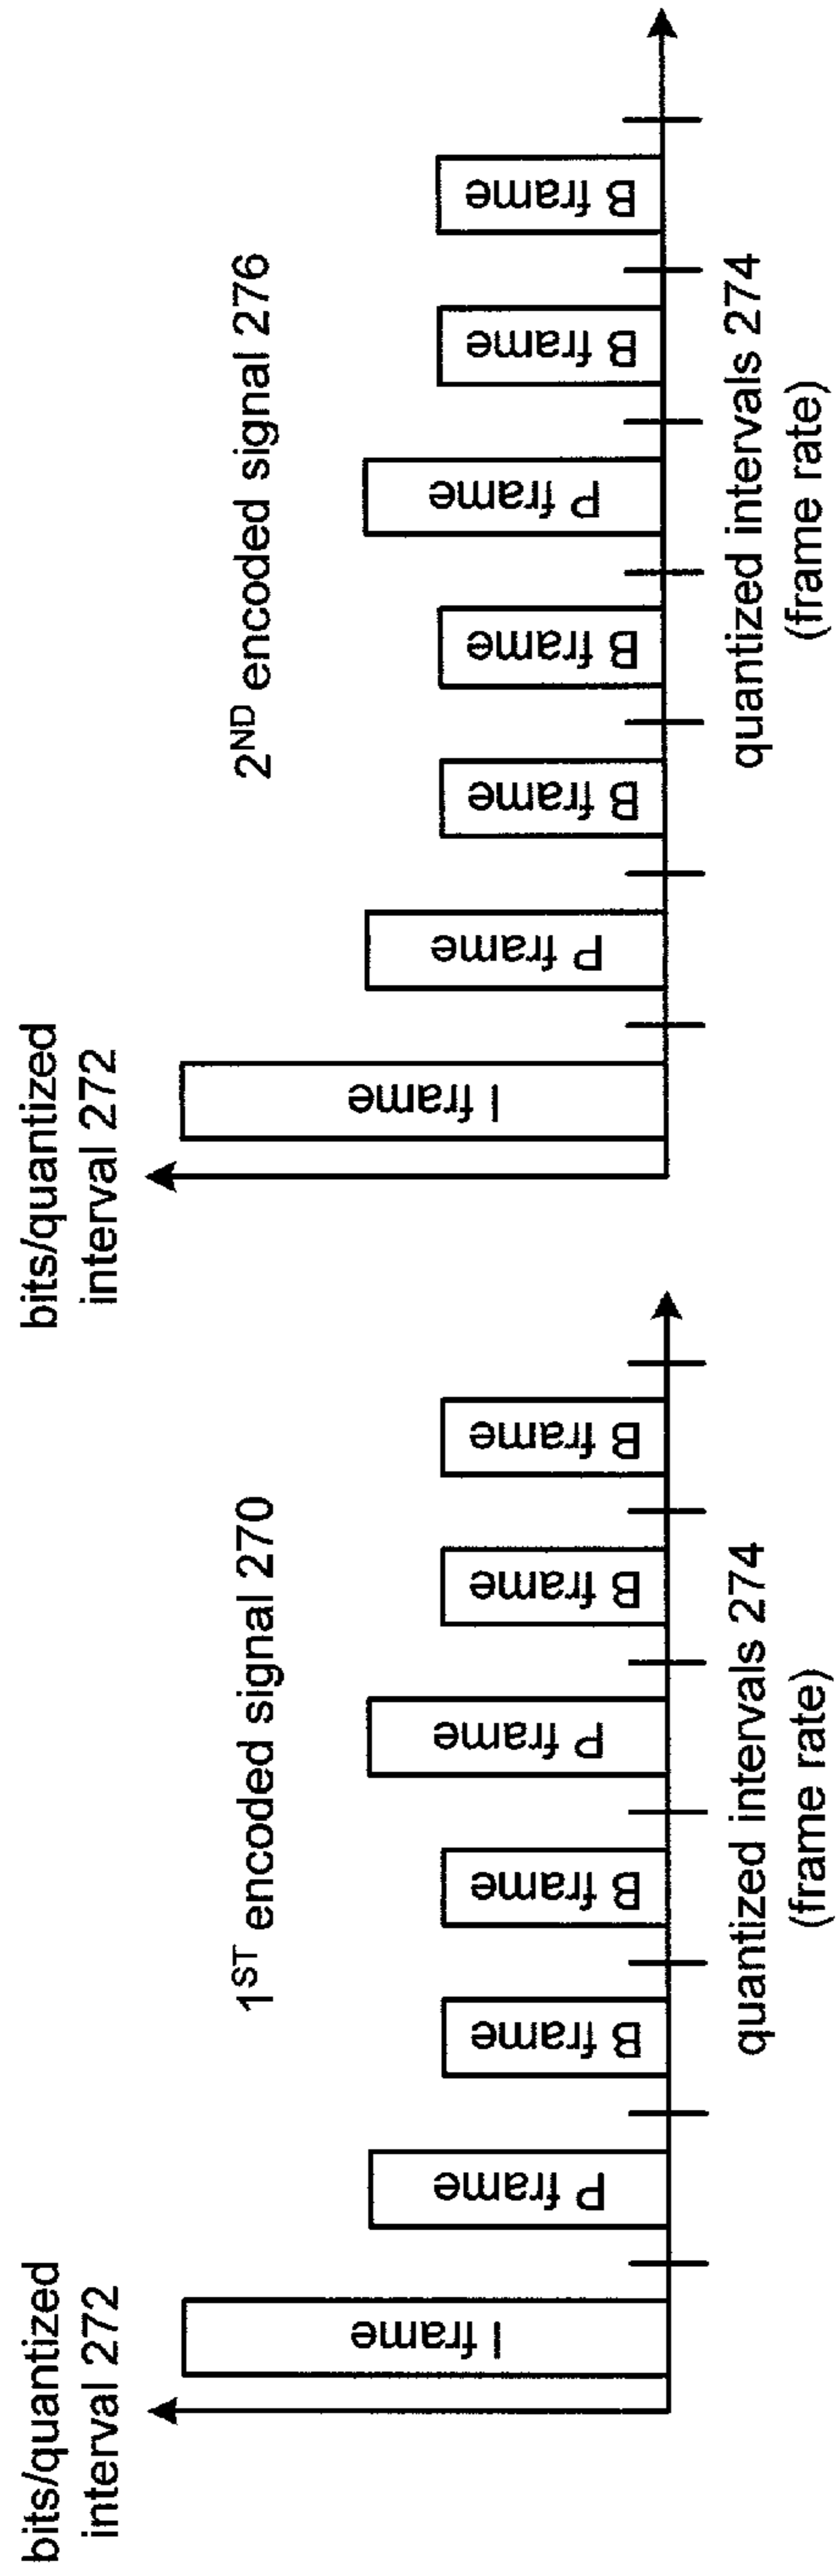 bits/quantized
interval 272
1ST encoded signal 270
I frame
P frame
B frame
B frame
P frame
B frame
B frame
quantized intervals 274
(frame rate)
bits/quantized
interval 272
2ND encoded signal 276
I frame
P frame
B frame
B frame
P frame
B frame
B frame
quantized intervals 274
(frame rate)